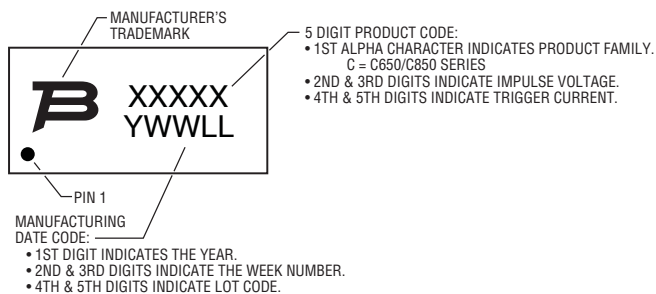 MANUFACTURER'S
TRADEMARK
5 DIGIT PRODUCT CODE:
• 1ST ALPHA CHARACTER INDICATES PRODUCT FAMILY.
C = C650/C850 SERIES
• 2ND & 3RD DIGITS INDICATE IMPULSE VOLTAGE.
• 4TH & 5TH DIGITS INDICATE TRIGGER CURRENT.
XXXXX
YWWLL
PIN 1
MANUFACTURING
DATE CODE:
• 1ST DIGIT INDICATES THE YEAR.
• 2ND & 3RD DIGITS INDICATE THE WEEK NUMBER.
• 4TH & 5TH DIGITS INDICATE LOT CODE.